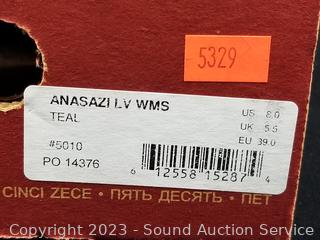 5329
ANASAZI LV WMS
TEAL
US 8.0
UK 5.5
EU 39.0
#5010
PO 14376
6 12558 15287 4
CINCI ZECE • ПЯТЬ ДЕСЯТЬ • ПЕТ
Copyright 2023 - Sound Auction Service